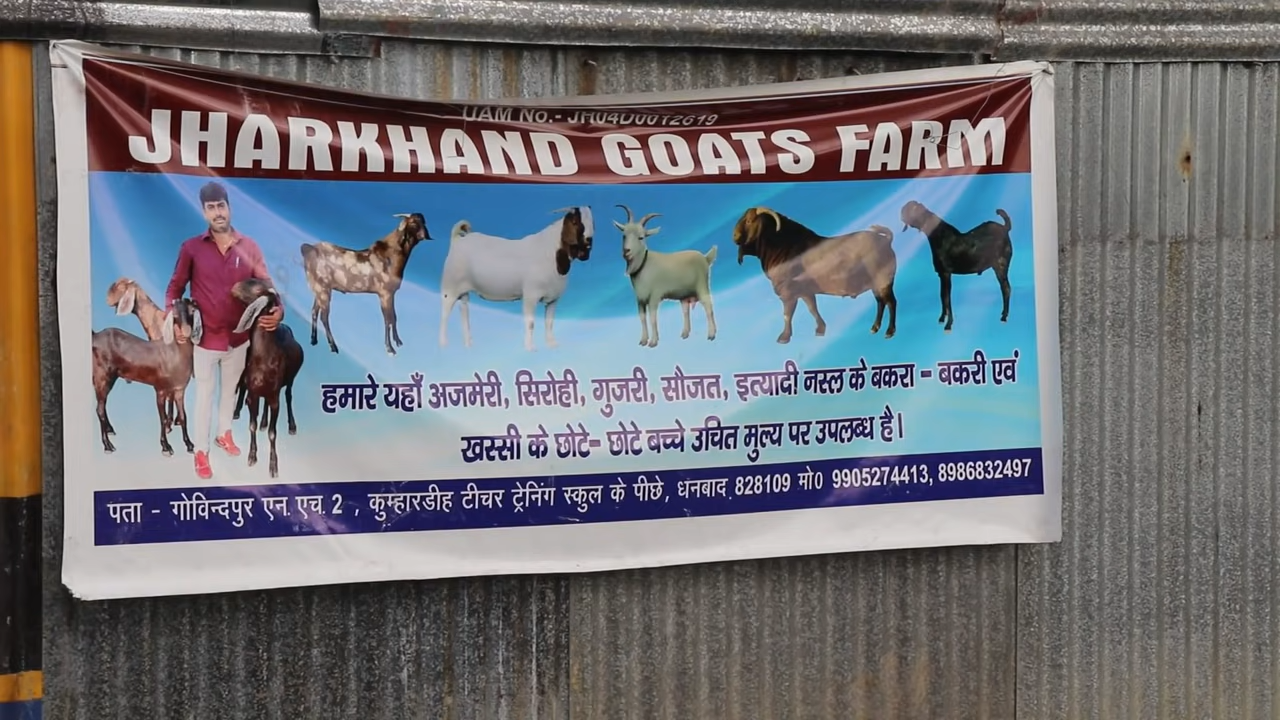 UAM No.- JH04D0012619
JHARKHAND GOATS FARM
हमारे यहाँ अजमेरी, सिरोही, गुजरी, सौजत, इत्यादी नस्ल के बकरा - बकरी एवं
खस्सी के छोटे- छोटे बच्चे उचित मुल्य पर उपलब्ध है।
पता - गोविन्दपुर एन. एच. 2 , कुम्हारडीह टीचर ट्रेनिंग स्कुल के पीछे, धनबाद 828109 मो0 9905274413, 8986832497